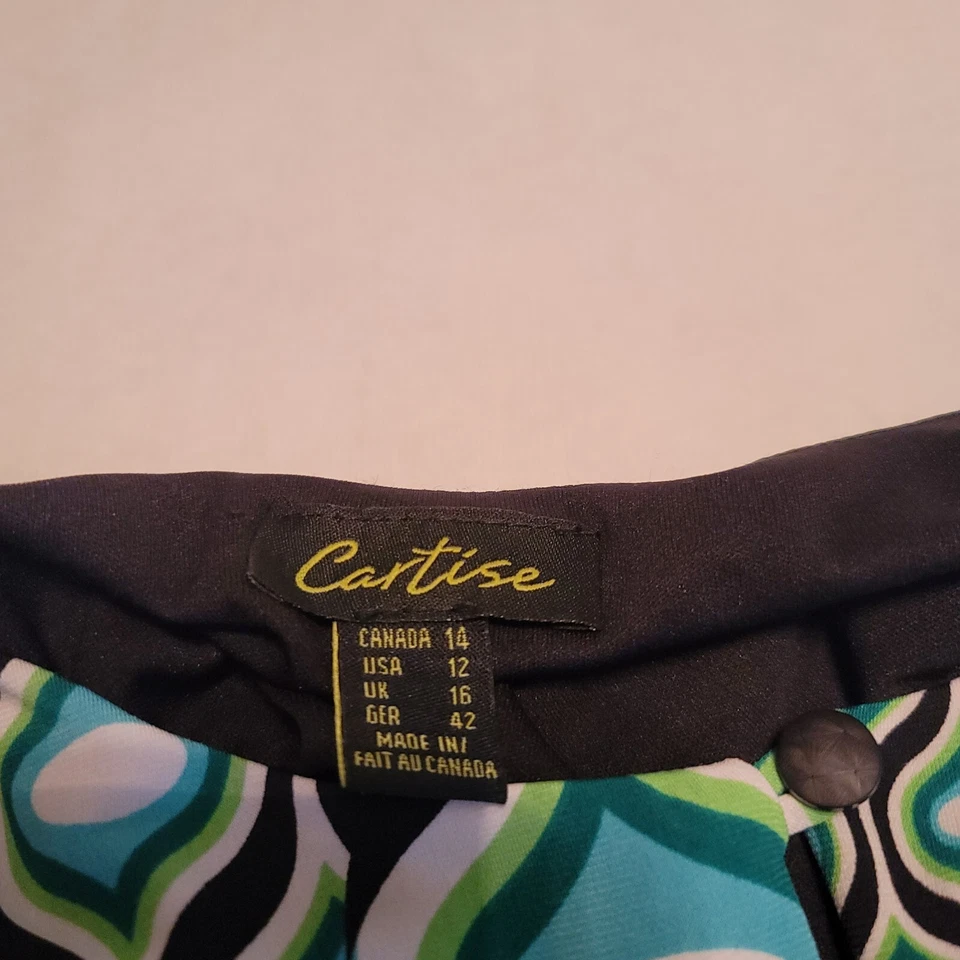 Cartise
CANADA 14
USA 12
UK 16
GER 42
MADE IN/
FAIT AU CANADA